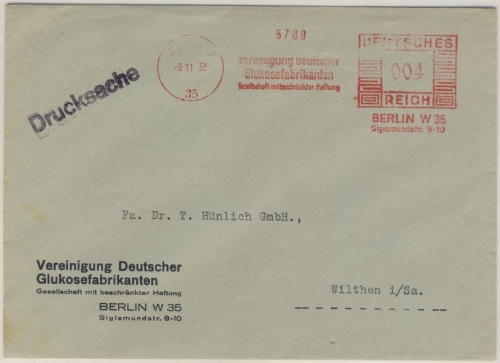 5789
-8.11 32
35
Vereinigung Deutscher
Glukosefabrikanten
Gesellschaft mit beschränkter Haftung
DEUTSCHES
004
REICH
BERLIN W 35
Sigismundstr. 9-10
Drucksache
Fa. Dr. T. Hünlich GmbH.,
Vereinigung Deutscher
Glukosefabrikanten
Gesellschaft mit beschränkter Haftung
BERLIN W 35
Sigismundstr. 9-10
Wilthen i/Sa.